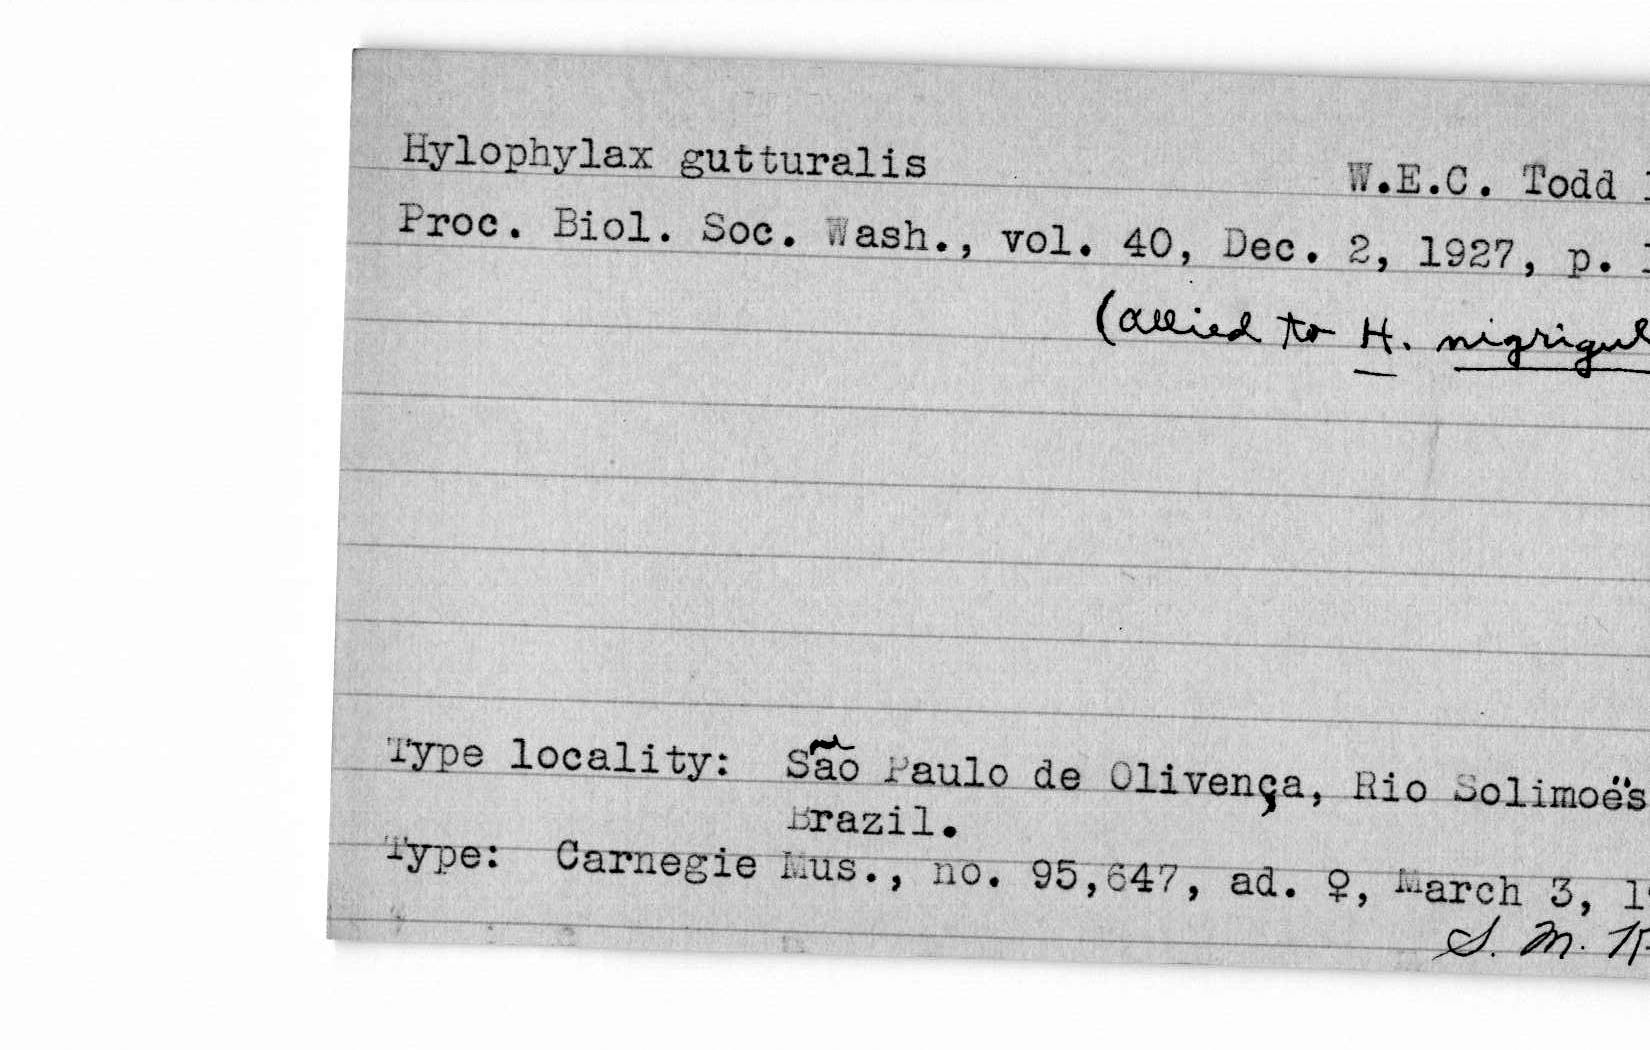 Hylophylax gutturalis W.E.C. Todd
Proc. Biol. Soc. Wash., vol. 40, Dec. 2, 1927, p.
(allied to H.
Type locality: São Paulo de Olivença, Rio Solimoës
Brazil.
Type: Carnegie Mus., no. 95,647, ad. ♀, March 3,
S. M.